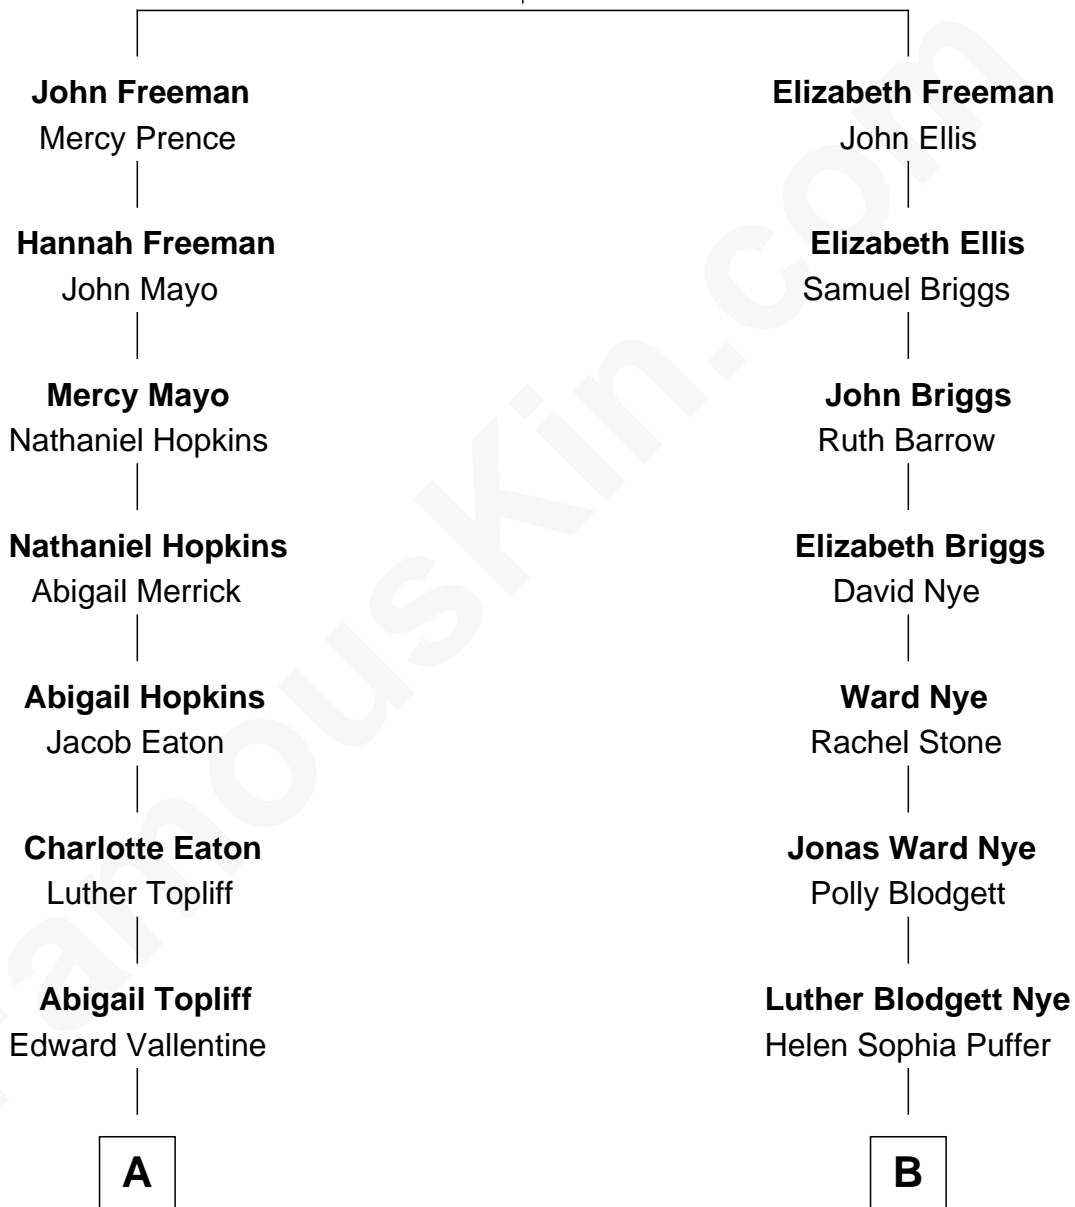 John Freeman
Mercy Prence
Hannah Freeman
John Mayo
Mercy Mayo
Nathaniel Hopkins
Nathaniel Hopkins
Abigail Merrick
Abigail Hopkins
Jacob Eaton
Charlotte Eaton
Luther Topliff
Abigail Topliff
Edward Vallentine
A
Elizabeth Freeman
John Ellis
Elizabeth Ellis
Samuel Briggs
John Briggs
Ruth Barrow
Elizabeth Briggs
David Nye
Ward Nye
Rachel Stone
Jonas Ward Nye
Polly Blodgett
Luther Blodgett Nye
Helen Sophia Puffer
B
FamousKin.com